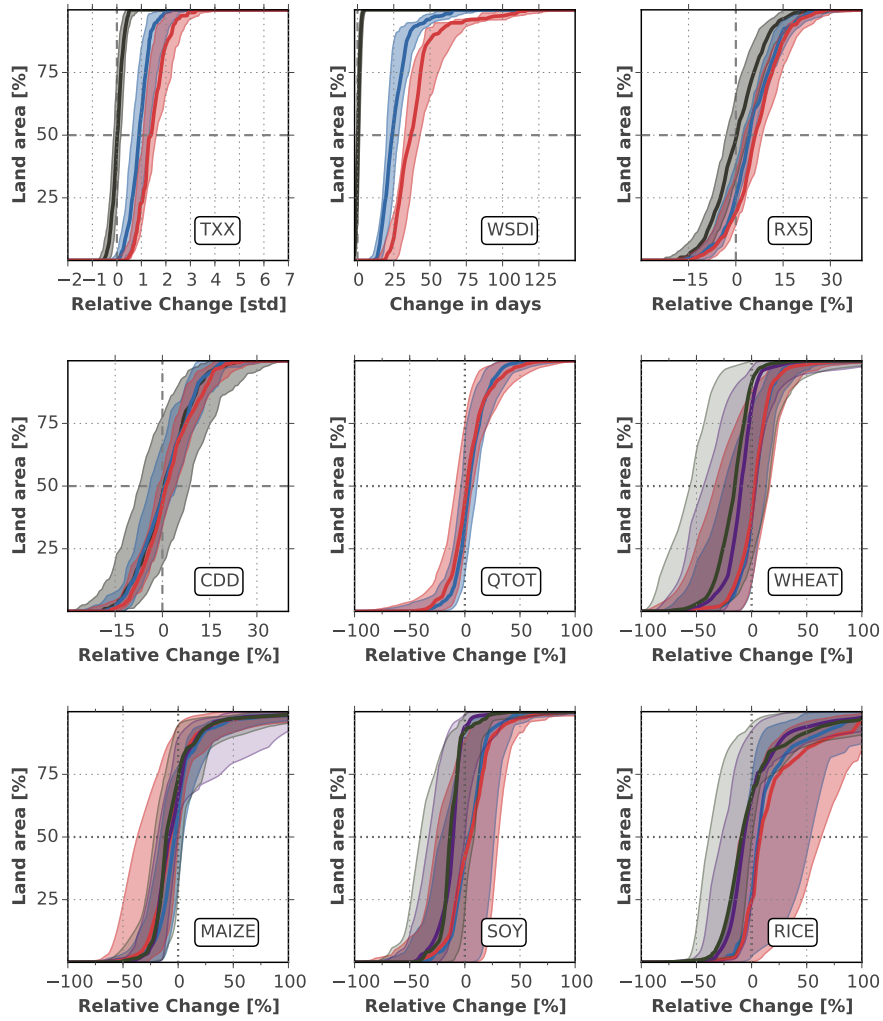 Land area [%]
75
50
25
TXX
−2 −1 0 1 2 3 4 5 6 7
Relative Change [std]
Land area [%]
75
50
25
WSDI
0 25 50 75 100 125
Change in days
Land area [%]
75
50
25
RX5
−15 0 15 30
Relative Change [%]
Land area [%]
75
50
25
CDD
−15 0 15 30
Relative Change [%]
Land area [%]
75
50
25
QTOT
−100 −50 0 50 100
Relative Change [%]
Land area [%]
75
50
25
WHEAT
−100 −50 0 50 100
Relative Change [%]
Land area [%]
75
50
25
MAIZE
−100 −50 0 50 100
Relative Change [%]
Land area [%]
75
50
25
SOY
−100 −50 0 50 100
Relative Change [%]
Land area [%]
75
50
25
RICE
−100 −50 0 50 100
Relative Change [%]